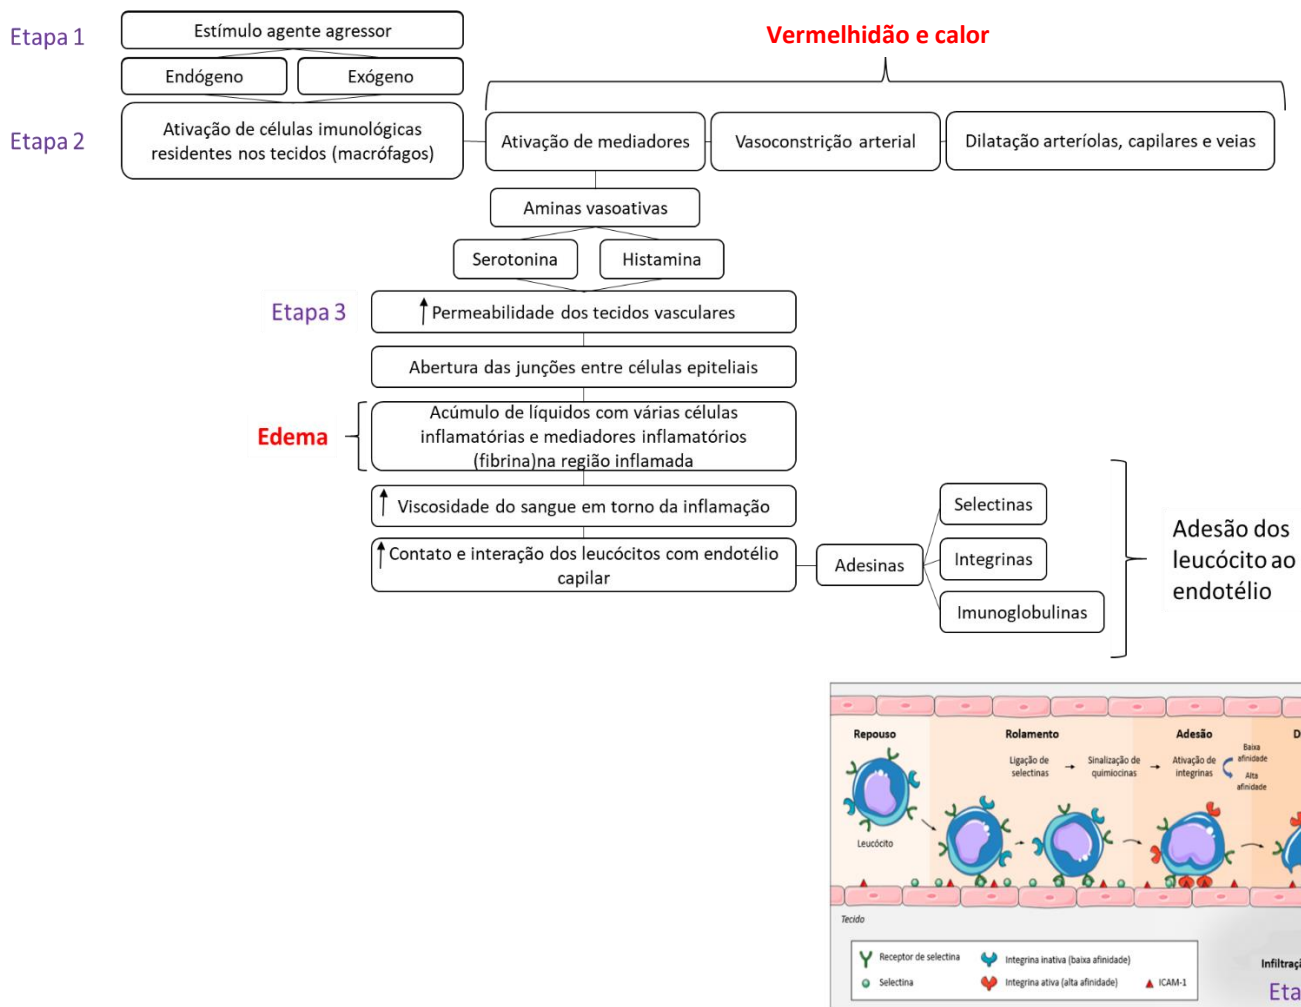 Etapa 1
Estímulo agente agressor
Endógeno
Exógeno
Vermelhidão e calor
Etapa 2
Ativação de células imunológicas
residentes nos tecidos (macrófagos)
Ativação de mediadores
Vasoconstrição arterial
Dilatação arteríolas, capilares e veias
Aminas vasoativas
Serotonina
Histamina
Etapa 3
Permeabilidade dos tecidos vasculares
Abertura das junções entre células epiteliais
Edema
Acúmulo de líquidos com várias células
inflamatórias e mediadores inflamatórios
(fibrina)na região inflamada
Viscosidade do sangue em torno da inflamação
Contato e interação dos leucócitos com endotélio
capilar
Adesinas
Selectinas
Integrinas
Imunoglobulinas
Adesão dos
leucócito ao
endotélio
Repouso
Rolamento
Adesão
D
Ligação de
selectinas
Sinalização de
quimiocinas
Ativação de
integrinas
Baixa
afinidade
Alta
afinidade
Leucócito
Tecido
Receptor de selectina
Integrina inativa (baixa afinidade)
Selectina
Integrina ativa (alta afinidade)
ICAM-1
Infiltraç
Eta